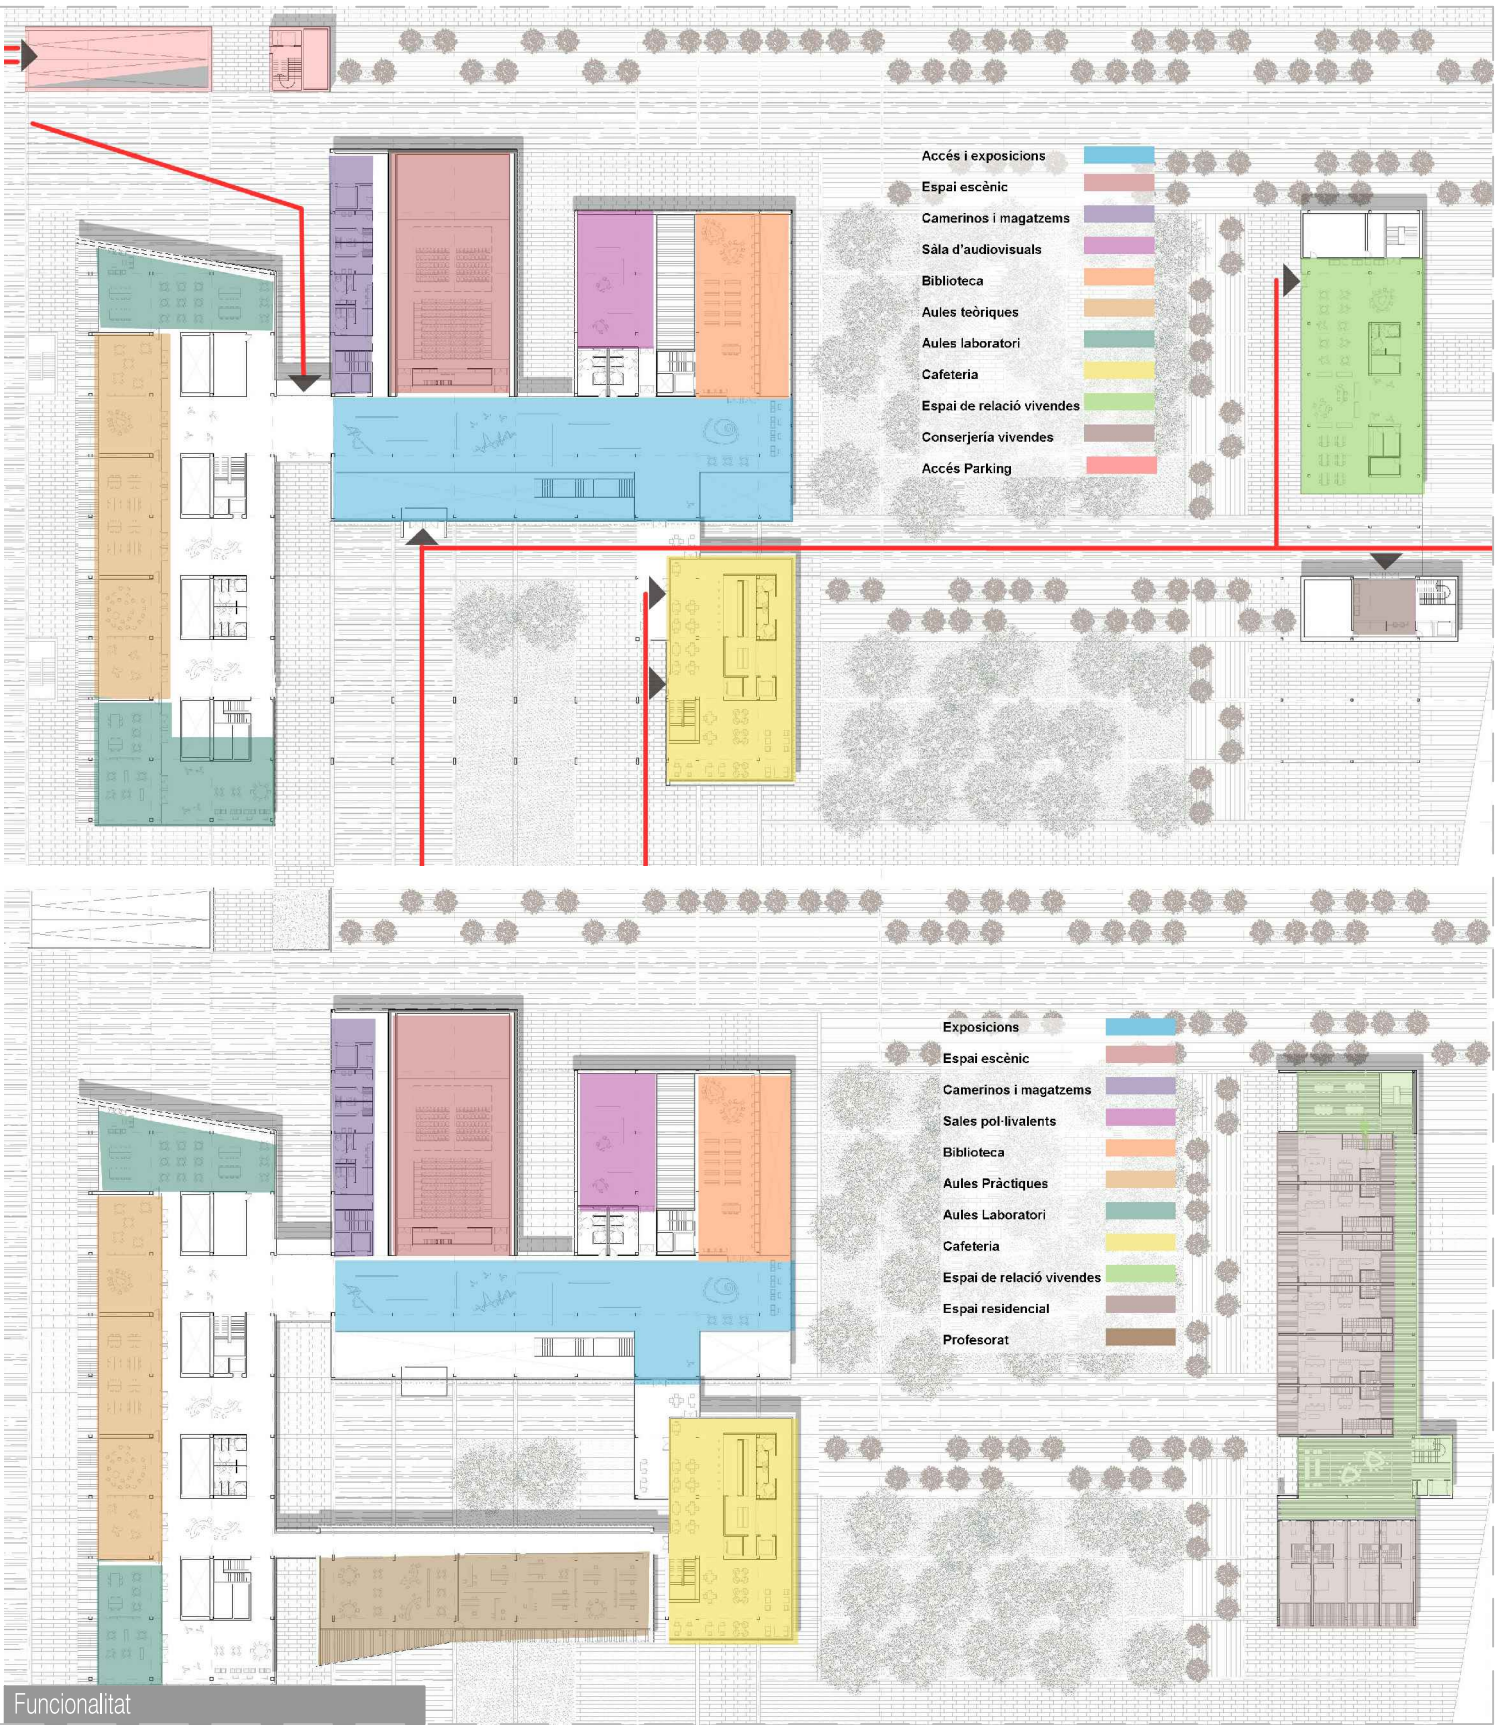 Accés i exposicions
Espai escènic
Camerinos i magatzems
Sàla d'audiovisuals
Biblioteca
Aules teòriques
Aules laboratori
Cafeteria
Espai de relació vivendes
Conserjería vivendes
Accés Parking
Exposicions
Espai escènic
Camerinos i magatzems
Sales pol·livalents
Biblioteca
Aules Pràctiques
Aules Laboratori
Cafeteria
Espai de relació vivendes
Espai residencial
Profesorat
Funcionalitat